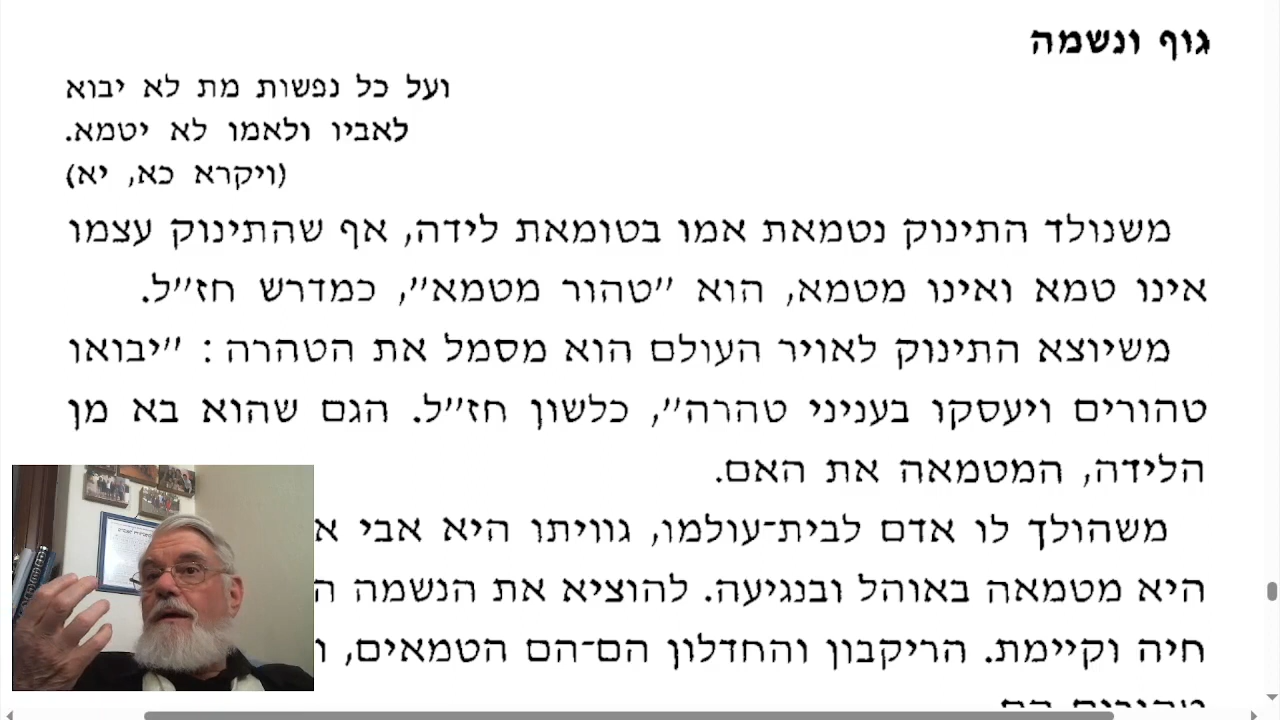 גוף ונשמה
ועל כל נפשות מת לא יבוא
לאביו ולאמו לא יטמא.
(ויקרא כא, יא)
משנולד התינוק נטמאת אמו בטומאת לידה, אף שהתינוק עצמו
אינו טמא ואינו מטמא, הוא "טהור מטמא", כמדרש חז"ל.
משיוצא התינוק לאויר העולם הוא מסמל את הטהרה: "יבואו
טהורים ויעסקו בעניני טהרה", כלשון חז"ל. הגם שהוא בא מן
הלידה, המטמאה את האם.
משהולך לו אדם לבית־עולמו, גוויתו היא אבי
היא מטמאה באוהל ובנגיעה. להוציא את הנשמה
חיה וקיימת. הריקבון והחדלון הם־הם הטמאים,